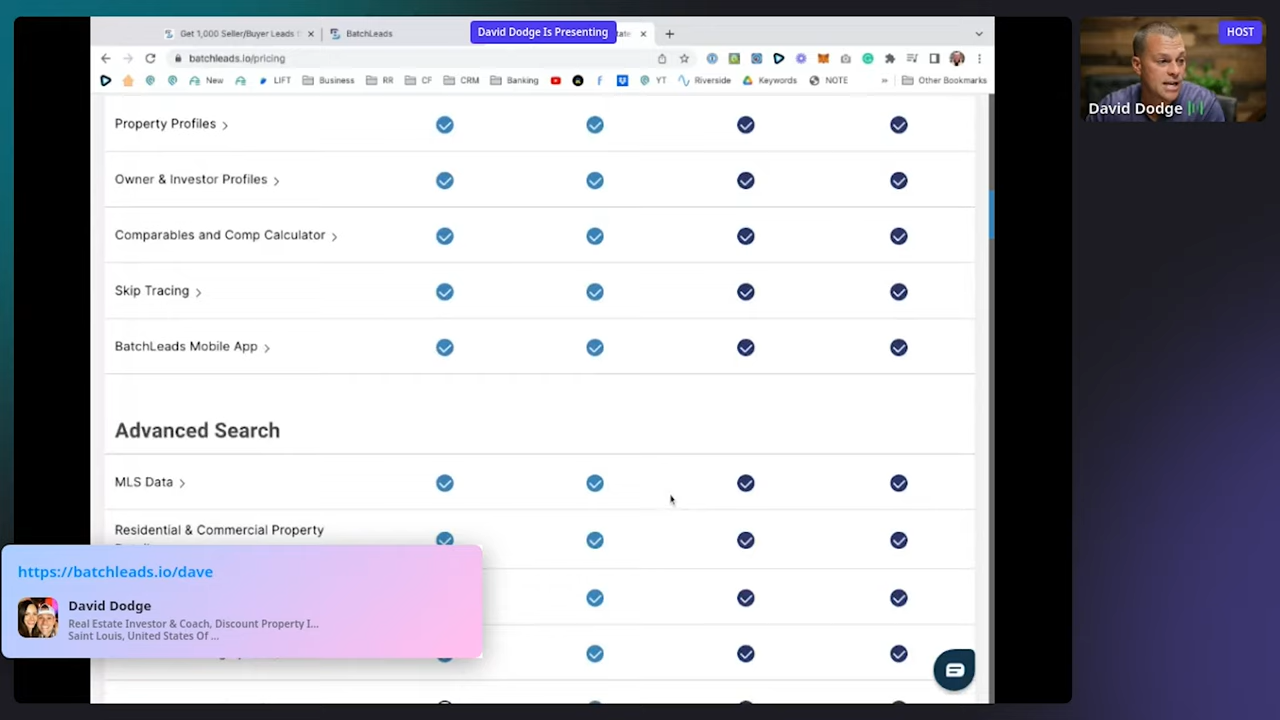 Get 1,000 Seller/Buyer Leads
BatchLeads
David Dodge Is Presenting
batchleads.io/pricing
New
LIFT
Business
RR
CF
CRM
Banking
YT
Riverside
Keywords
NOTE
Other Bookmarks
HOST
David Dodge
Property Profiles
Owner & Investor Profiles
Comparables and Comp Calculator
Skip Tracing
BatchLeads Mobile App
Advanced Search
MLS Data
Residential & Commercial Property
https://batchleads.io/dave
David Dodge
Real Estate Investor & Coach, Discount Property I...
Saint Louis, United States Of ...